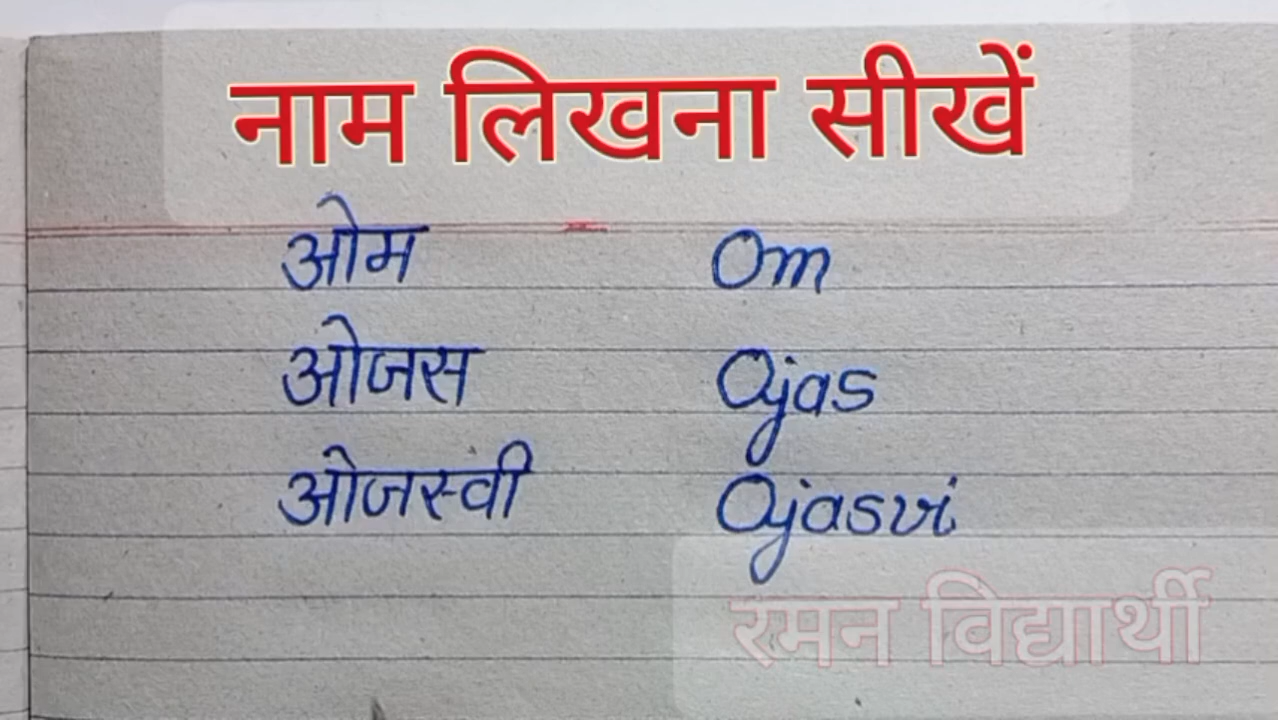 नाम लिखना सीखें
ओम Om
ओजस Ojas
ओजस्वी Ojasvi
रमन विद्यार्थी